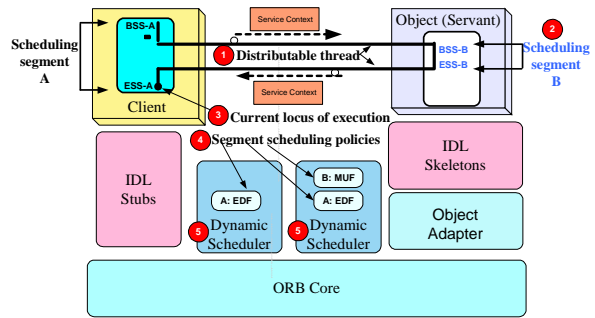 Scheduling
segment
A
BSS-A
ESS-A
Client
Service Context
1 Distributable thread
Service Context
Object (Servant)
BSS-B
ESS-B
2
Scheduling
segment
B
3 Current locus of execution
4 Segment scheduling policies
IDL
Stubs
A: EDF
5 Dynamic
Scheduler
B: MUF
A: EDF
5 Dynamic
Scheduler
IDL
Skeletons
Object
Adapter
ORB Core